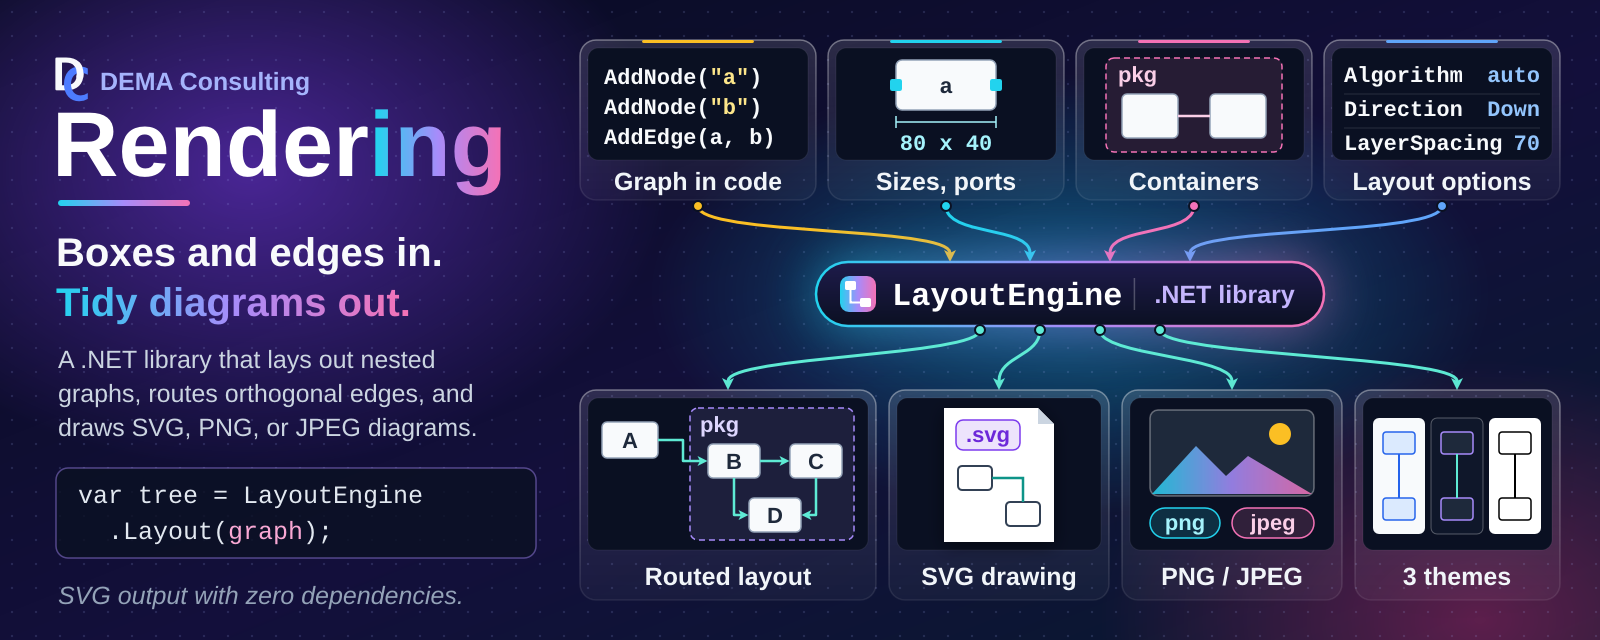 DC DEMA Consulting
Rendering
Boxes and edges in.
Tidy diagrams out.
A .NET library that lays out nested
graphs, routes orthogonal edges, and
draws SVG, PNG, or JPEG diagrams.
var tree = LayoutEngine
.Layout(graph);
SVG output with zero dependencies.
AddNode("a")
AddNode("b")
AddEdge(a, b)
Graph in code
a
80 x 40
Sizes, ports
pkg
Containers
Algorithm auto
Direction Down
LayerSpacing 70
Layout options
LayoutEngine .NET library
A
pkg
B
C
D
Routed layout
.svg
SVG drawing
png
jpeg
PNG / JPEG
3 themes